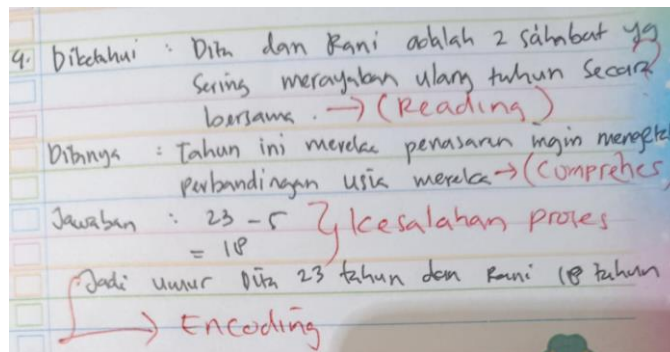 4. Diketahui : Dita dan Rani adalah 2 sahabat yg
sering merayakan ulang tahun secara
bersama. → (Reading)
Ditanya : Tahun ini mereka penasaran ingin mengeta
perbandingan usia mereka → (Comprehes
Jawaban : 23 - 5 } kesalahan proses
= 18
Jadi umur Dita 23 tahun dan Rani 18 tahun
→ Encoding